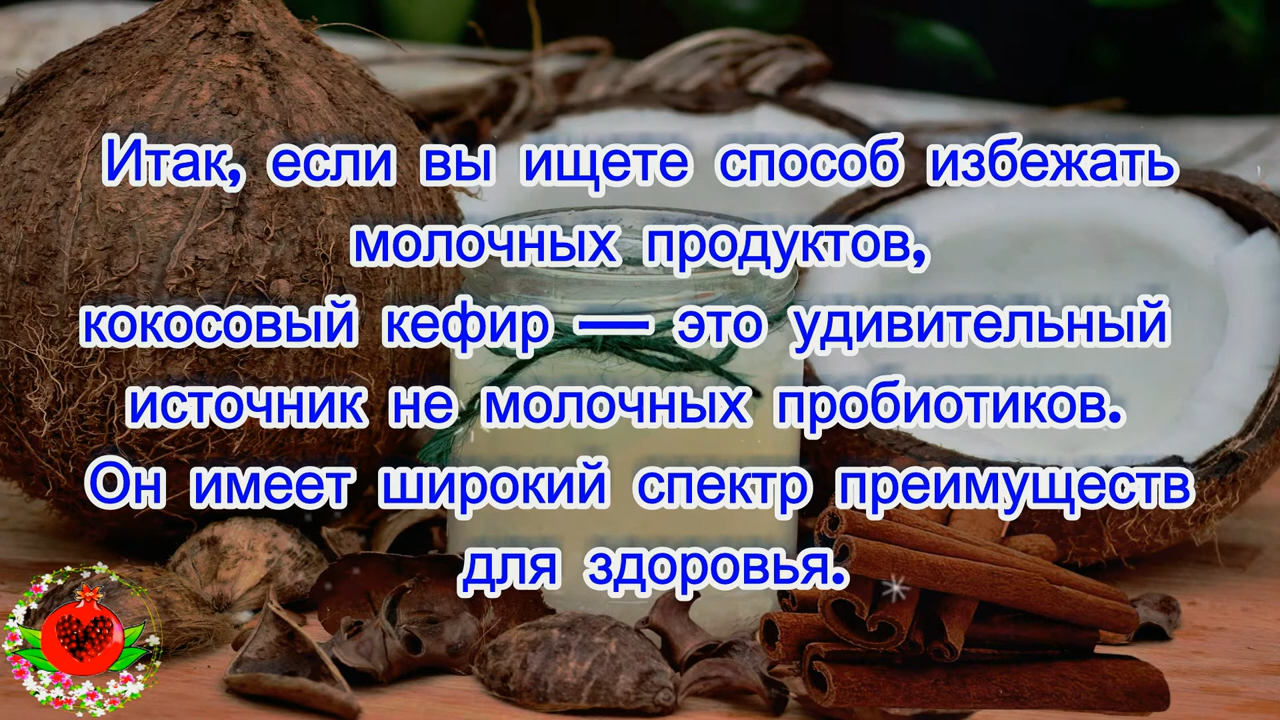 Итак, если вы ищете способ избежать
молочных продуктов,
кокосовый кефир — это удивительный
источник не молочных пробиотиков.
Он имеет широкий спектр преимуществ
для здоровья.